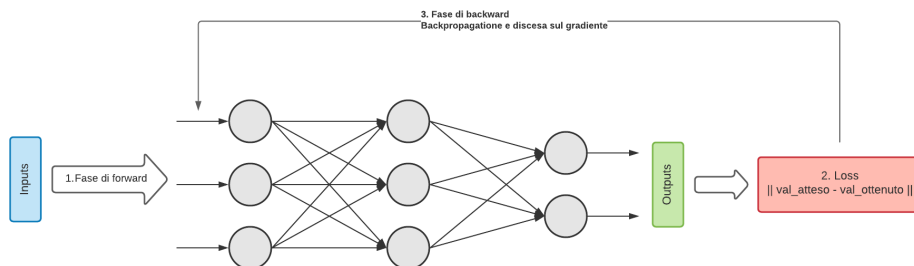 3. Fase di backward
Backpropagatione e discesa sul gradiente
Inputs
1.Fase di forward
Outputs
2. Loss
|| val_atteso - val_ottenuto ||